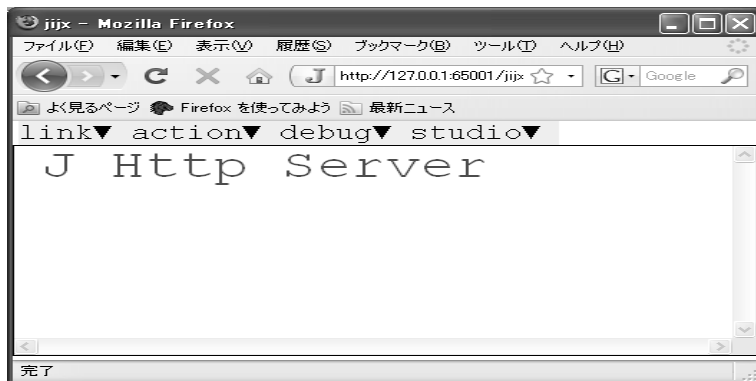 jijx - Mozilla Firefox
ファイル(F) 編集(E) 表示(V) 履歴(S) ブックマーク(B) ツール(T) ヘルプ(H)
J http://127.0.0.1:65001/jijx G Google
よく見るページ Firefox を使ってみよう 最新ニュース
link▼ action▼ debug▼ studio▼
J Http Server
完了